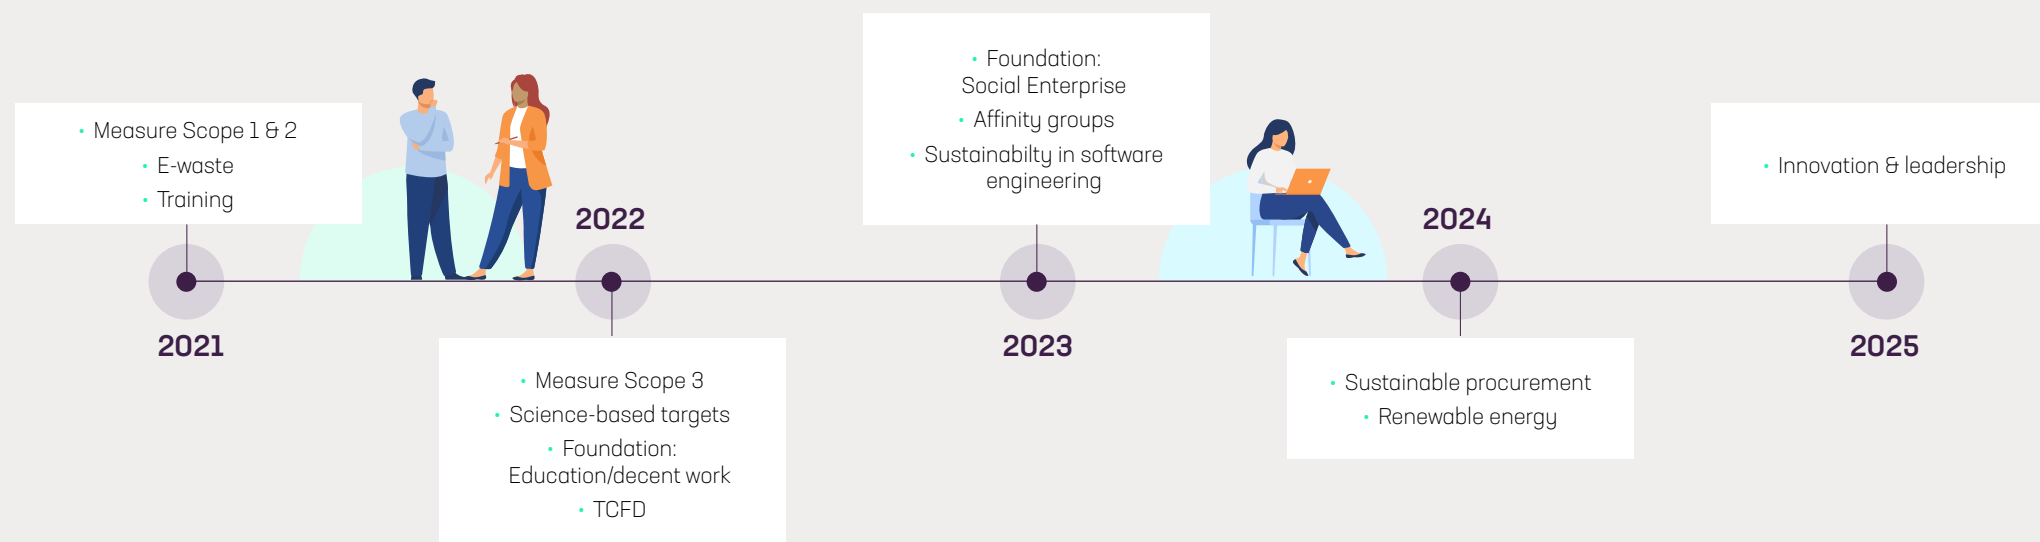 • Measure Scope 1 & 2
• E-waste
• Training
2021
2022
• Measure Scope 3
• Science-based targets
• Foundation:
Education/decent work
• TCFD
• Foundation:
Social Enterprise
• Affinity groups
• Sustainabilty in software
engineering
2023
2024
• Sustainable procurement
• Renewable energy
• Innovation & leadership
2025